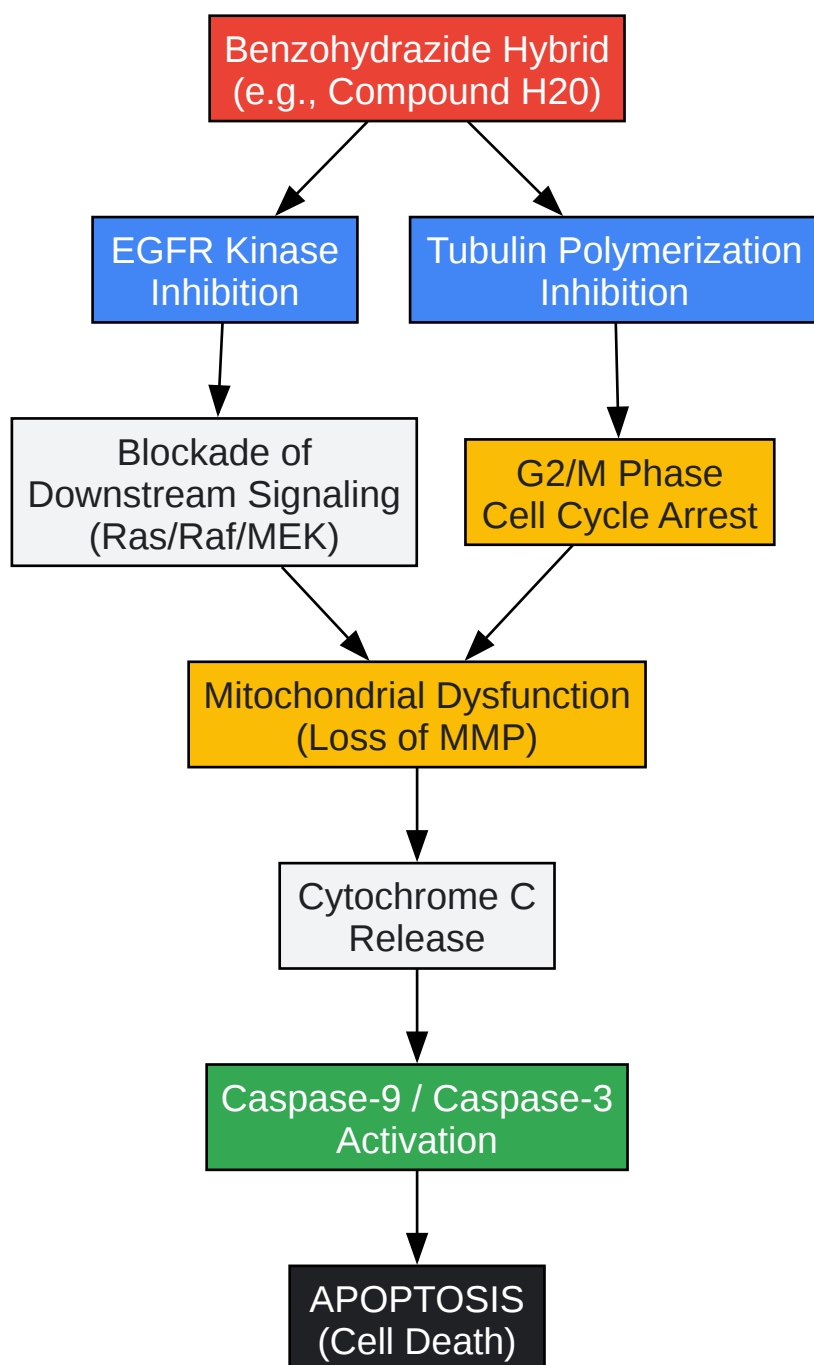 Benzohydrazide Hybrid
(e.g., Compound H20)
EGFR Kinase
Inhibition
Tubulin Polymerization
Inhibition
Blockade of
Downstream Signaling
(Ras/Raf/MEK)
G2/M Phase
Cell Cycle Arrest
Mitochondrial Dysfunction
(Loss of MMP)
Cytochrome C
Release
Caspase-9 / Caspase-3
Activation
APOPTOSIS
(Cell Death)